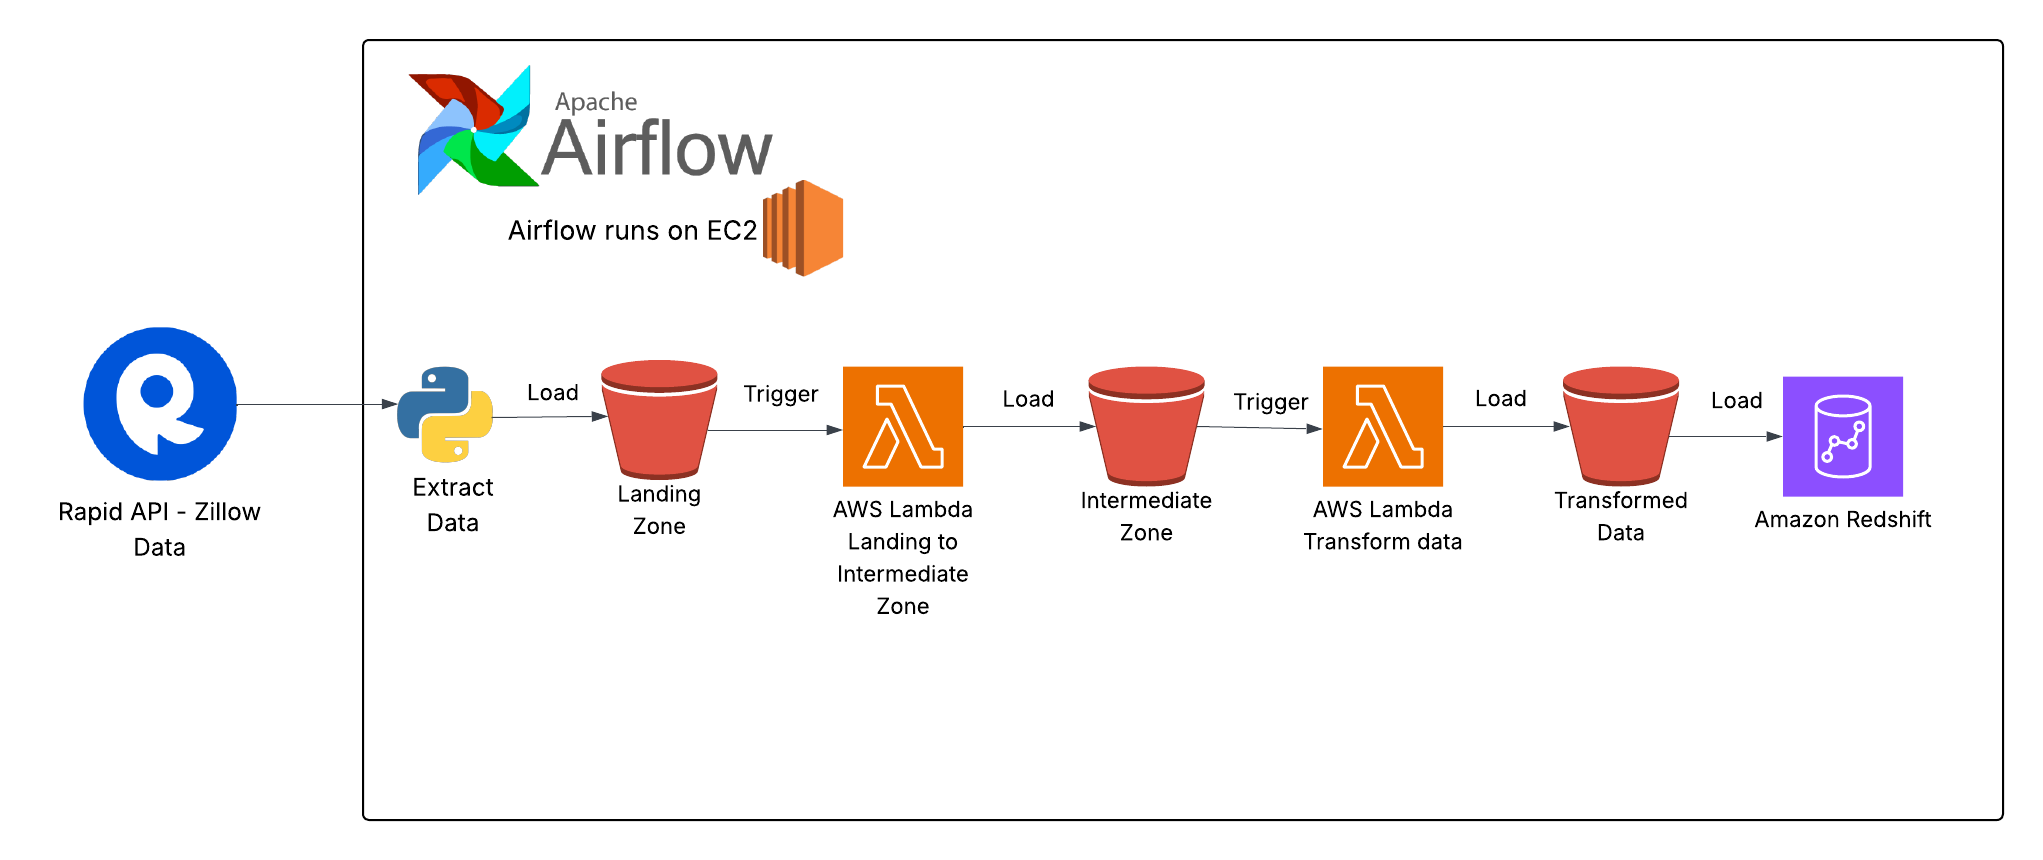 Apache
Airflow
Airflow runs on EC2
Load
Trigger
Load
Trigger
Load
Load
Rapid API - Zillow
Data
Extract
Data
Landing
Zone
AWS Lambda
Landing to
Intermediate
Zone
Intermediate
Zone
AWS Lambda
Transform data
Transformed
Data
Amazon Redshift